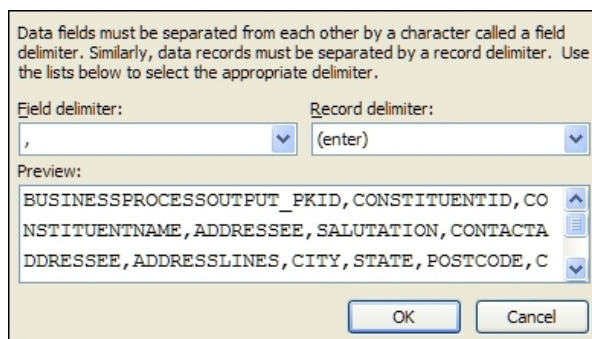 Data fields must be separated from each other by a character called a field
delimiter. Similarly, data records must be separated by a record delimiter. Use
the lists below to select the appropriate delimiter.
Field delimiter: Record delimiter:
, (enter)
Preview:
BUSINESSPROCESSOUTPUT_PKID,CONSTITUENTID,CO
NSTITUENTNAME,ADDRESSEE,SALUTATION,CONTACTA
DDRESSEE,ADDRESSLINES,CITY,STATE,POSTCODE,C
OK Cancel